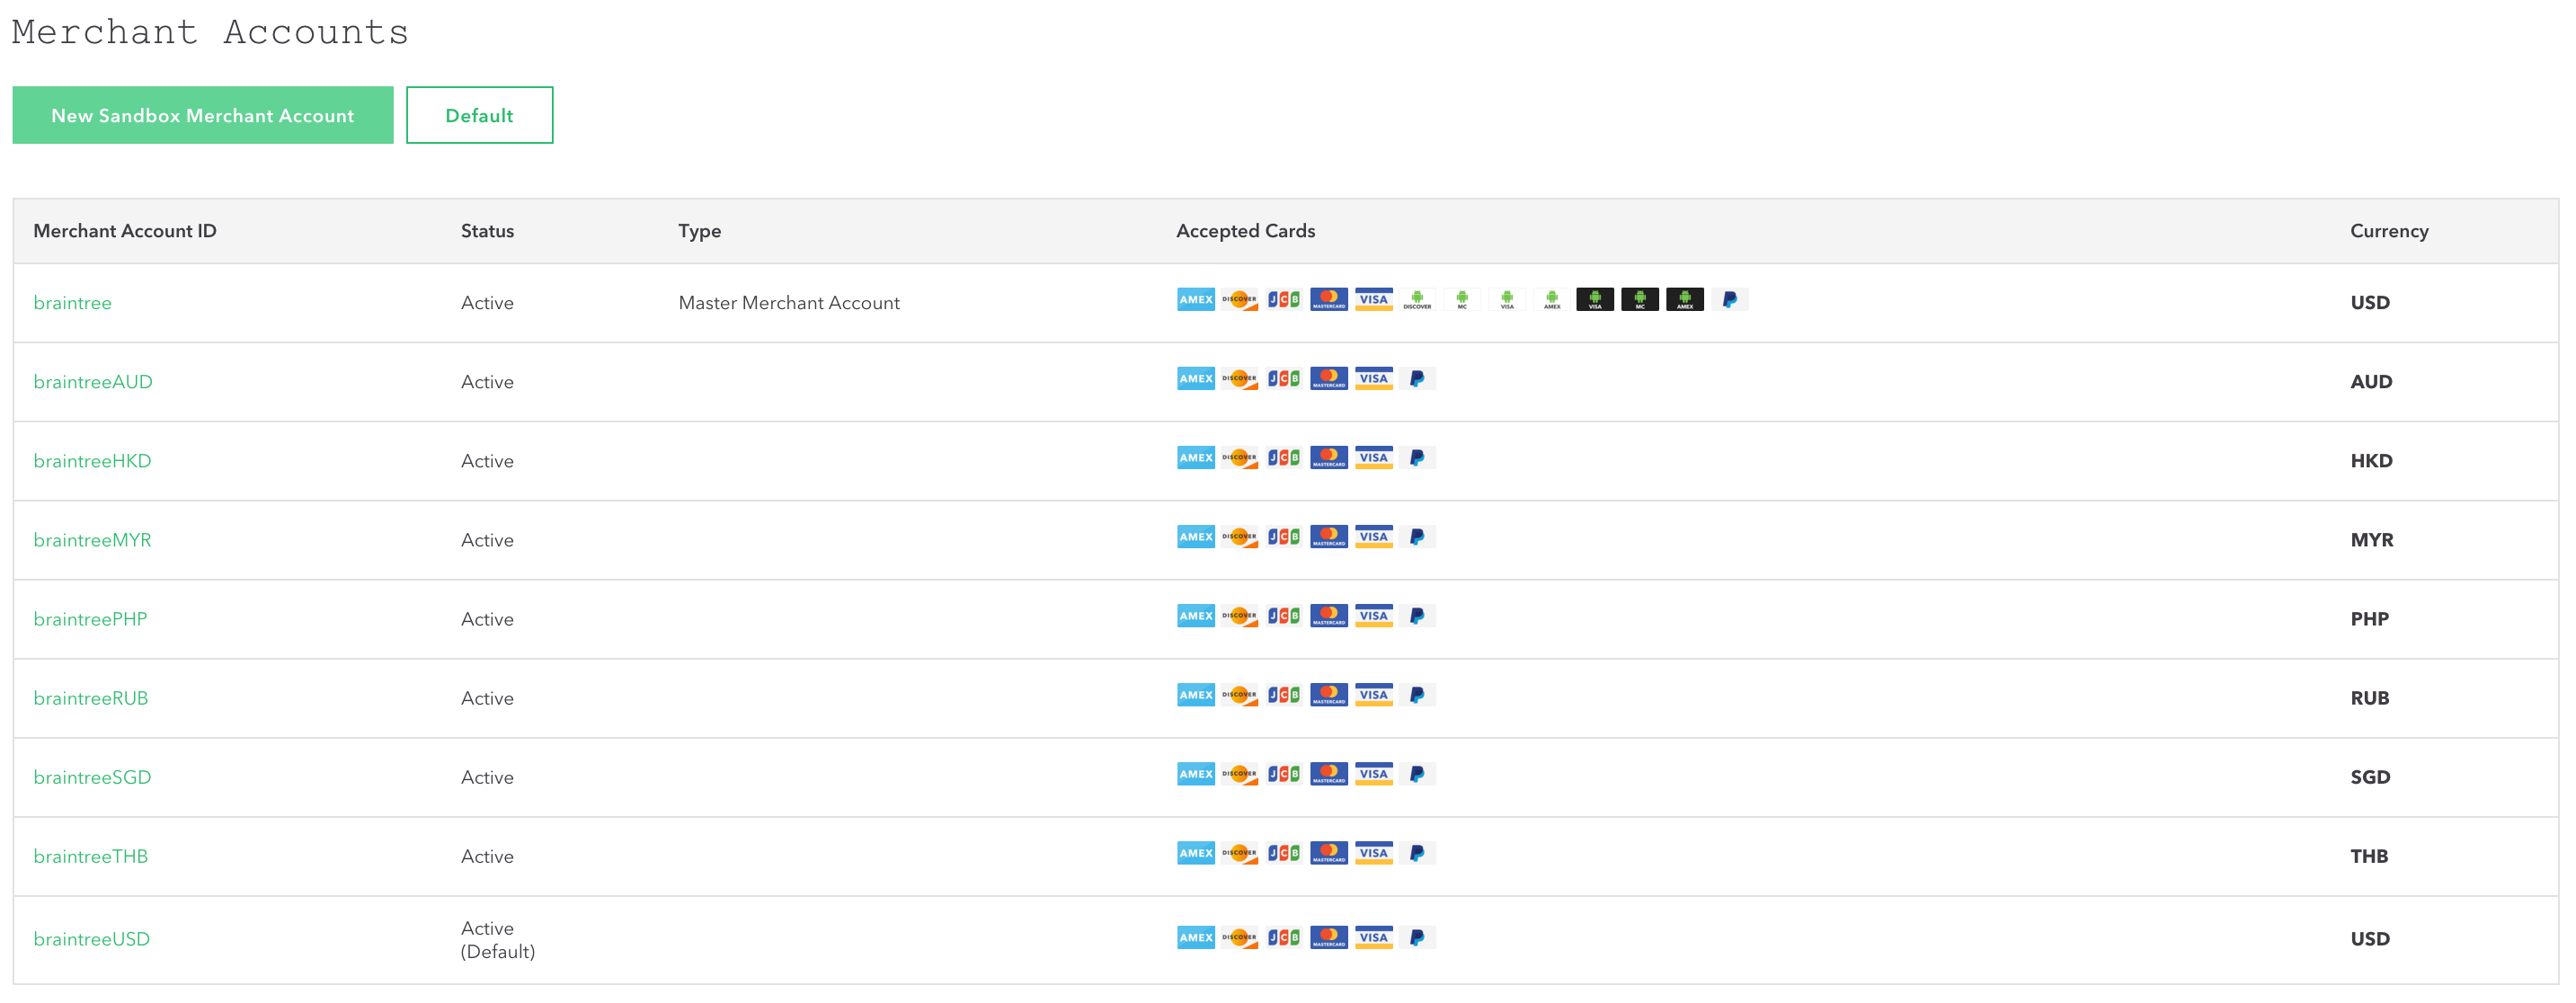 Merchant Accounts
New Sandbox Merchant Account Default
Merchant Account ID Status Type Accepted Cards Currency
braintree Active Master Merchant Account AMEX DISCOVER JCB MASTERCARD VISA DISCOVER MC VISA AMEX VISA MC AMEX USD
braintreeAUD Active AMEX DISCOVER JCB MASTERCARD VISA AUD
braintreeHKD Active AMEX DISCOVER JCB MASTERCARD VISA HKD
braintreeMYR Active AMEX DISCOVER JCB MASTERCARD VISA MYR
braintreePHP Active AMEX DISCOVER JCB MASTERCARD VISA PHP
braintreeRUB Active AMEX DISCOVER JCB MASTERCARD VISA RUB
braintreeSGD Active AMEX DISCOVER JCB MASTERCARD VISA SGD
braintreeTHB Active AMEX DISCOVER JCB MASTERCARD VISA THB
braintreeUSD Active AMEX DISCOVER JCB MASTERCARD VISA USD
(Default)